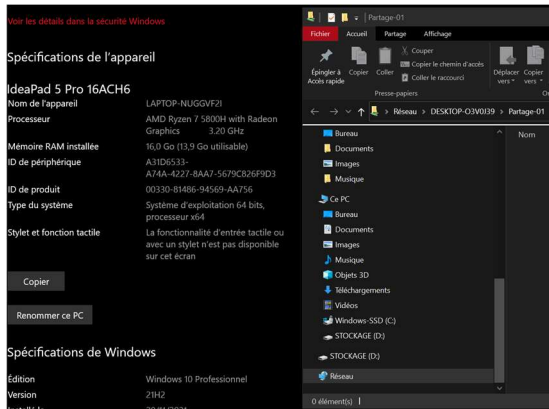 Voir les détails dans la sécurité Windows
Spécifications de l'appareil
IdeaPad 5 Pro 16ACH6
Nom de l'appareil LAPTOP-NUGGVF2I
Processeur AMD Ryzen 7 5800H with Radeon
Graphics 3.20 GHz
Mémoire RAM installée 16,0 Go (13,9 Go utilisable)
ID de périphérique A31D6533-
A74A-4227-8AA7-5679C826F9D3
ID de produit 00330-81486-94569-AA756
Type du système Système d'exploitation 64 bits,
processeur x64
Stylet et fonction tactile La fonctionnalité d'entrée tactile ou
avec un stylet n'est pas disponible
sur cet écran
Copier
Renommer ce PC
Spécifications de Windows
Édition Windows 10 Professionnel
Version 21H2
Partage-01
Fichier Accueil Partage Affichage
Épingler à
Accès rapide
Copier
Coller
Couper
Copier le chemin d'accès
Coller le raccourci
Déplacer
vers
Copier
vers
Presse-papiers
Réseau > DESKTOP-O3V0J39 > Partage-01
Nom
Bureau
Documents
Images
Musique
Ce PC
Bureau
Documents
Images
Musique
Objets 3D
Téléchargements
Vidéos
Windows-SSD (C:)
STOCKAGE (D:)
STOCKAGE (D:)
Réseau
0 élément(s)